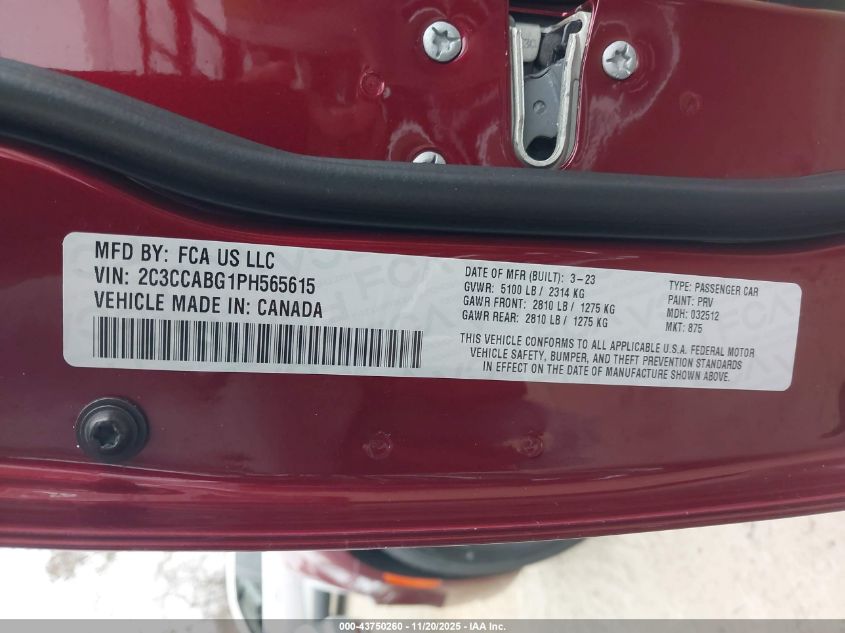 MFD BY: FCA US LLC
VIN: 2C3CCABG1PH565615
VEHICLE MADE IN: CANADA
DATE OF MFR (BUILT): 3-23
GVWR: 5100 LB / 2314 KG
GAWR FRONT: 2810 LB / 1275 KG
GAWR REAR: 2810 LB / 1275 KG
TYPE: PASSENGER CAR
PAINT: PRV
MDH: 032512
MKT: 875
THIS VEHICLE CONFORMS TO ALL APPLICABLE U.S.A. FEDERAL MOTOR
VEHICLE SAFETY, BUMPER, AND THEFT PREVENTION STANDARDS
IN EFFECT ON THE DATE OF MANUFACTURE SHOWN ABOVE.
000-43750260 - 11/20/2025 - IAA Inc.